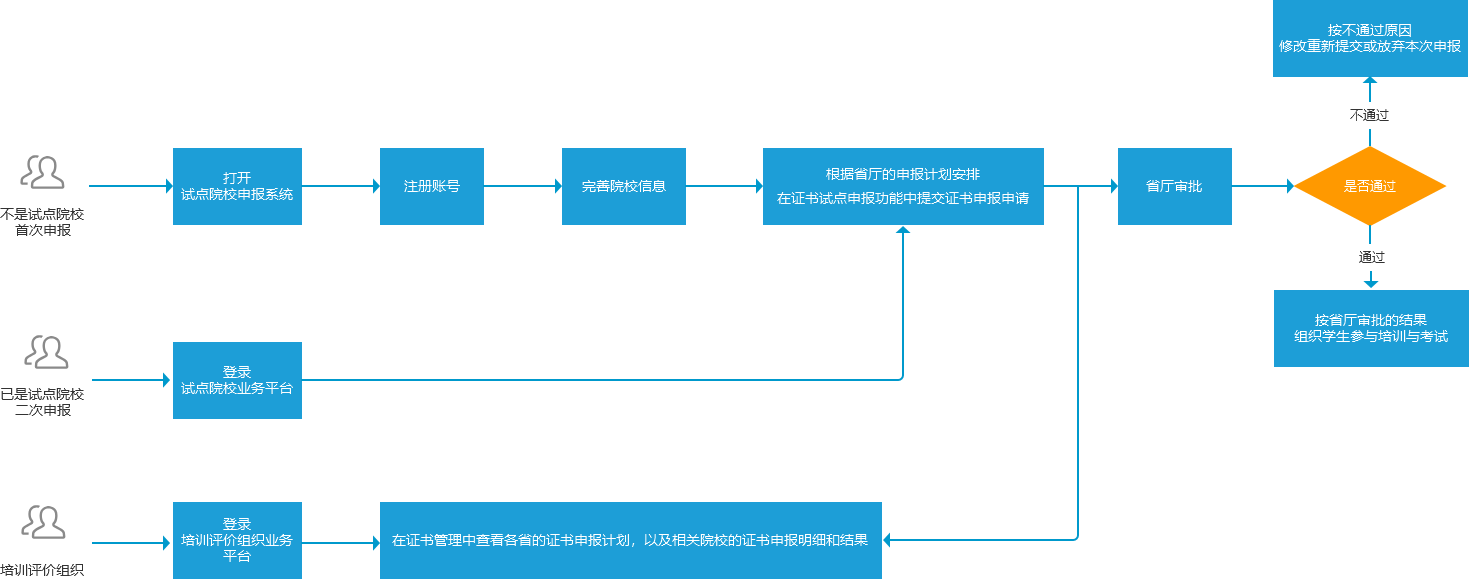 按不通过原因
修改重新提交或放弃本次申报
不通过
不是试点院校
首次申报
打开
试点院校申报系统
注册账号
完善院校信息
根据省厅的申报计划安排
在证书试点申报功能中提交证书申报申请
省厅审批
是否通过
通过
按省厅审批的结果
组织学生参与培训与考试
已是试点院校
二次申报
登录
试点院校业务平台
培训评价组织
登录
培训评价组织业务
平台
在证书管理中查看各省的证书申报计划，以及相关院校的证书申报明细和结果